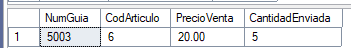 NumGuia CodArticulo PrecioVenta CantidadEnviada
1 5003 6 20.00 5